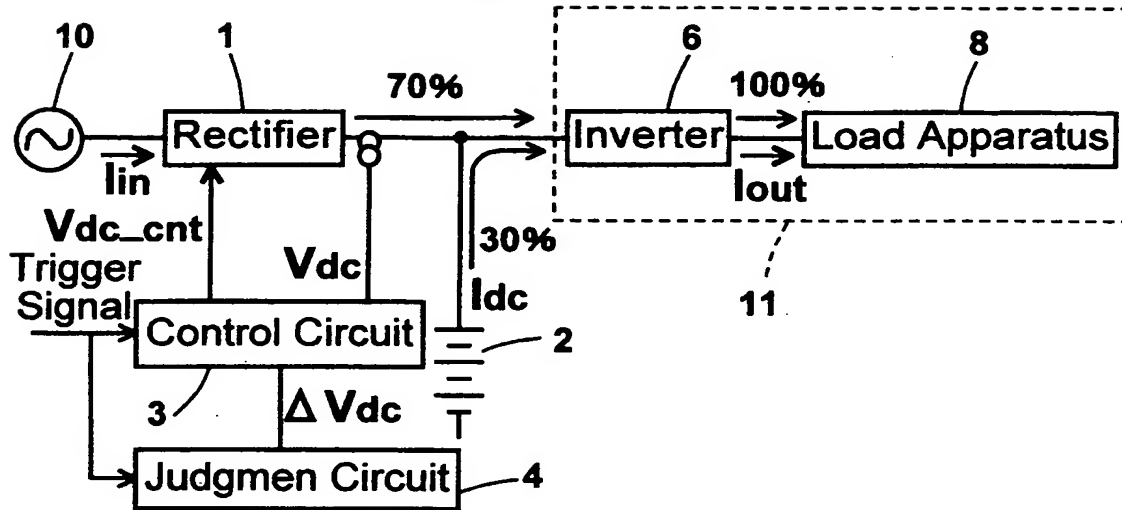 10
1
6
8
70%
100%
Rectifier
Inverter
Load Apparatus
Iin
Iout
Vdc_cnt
30%
Trigger
Signal
Vdc
Idc
11
Control Circuit
2
3
Δ Vdc
Judgmen Circuit
4